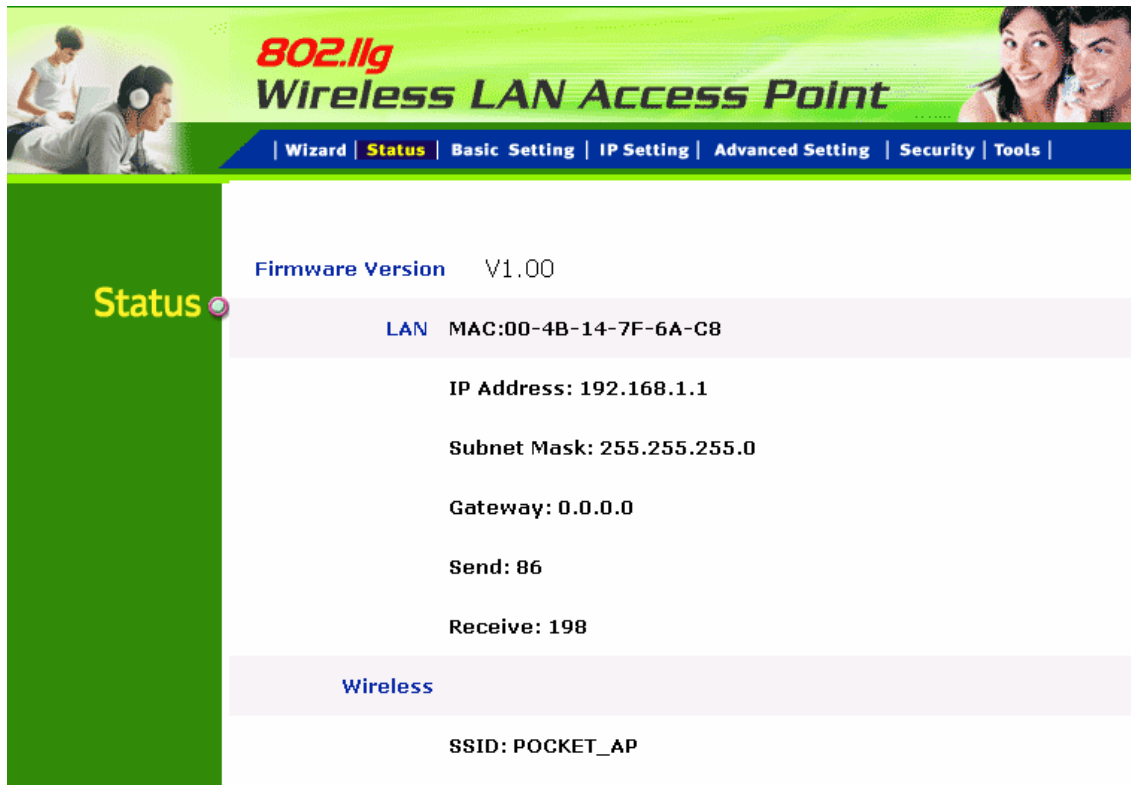 802.11g
Wireless LAN Access Point
| Wizard | Status | Basic Setting | IP Setting | Advanced Setting | Security | Tools |
Status
Firmware Version V1.00
LAN MAC:00-4B-14-7F-6A-C8
IP Address: 192.168.1.1
Subnet Mask: 255.255.255.0
Gateway: 0.0.0.0
Send: 86
Receive: 198
Wireless
SSID: POCKET_AP